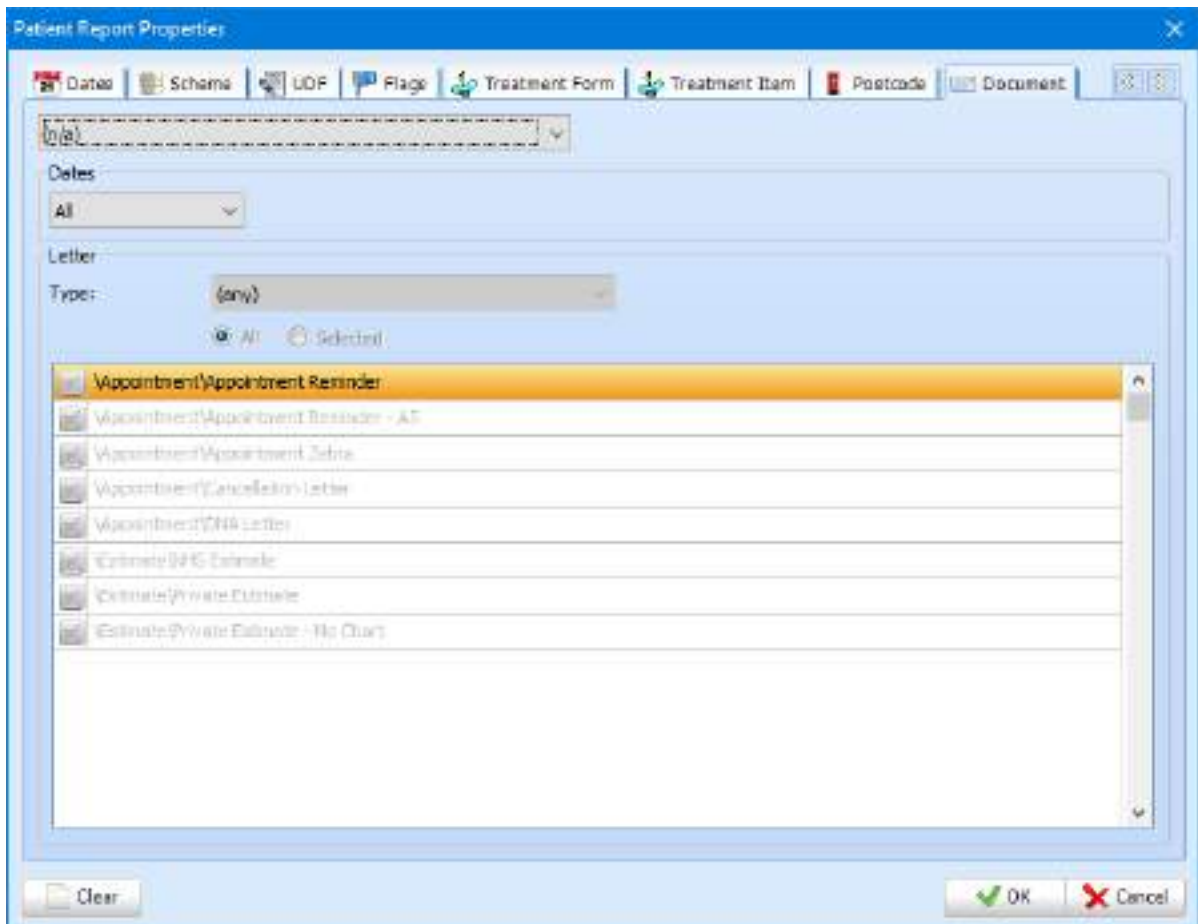 Patient Report Properties
Dates Scheme UDF Flags Treatment Form Treatment Item Postcode Document
(n/a)
Dates
All
Letter
Type: (any)
All Selected
\Appointment\Appointment Reminder
\Appointment\Appointment Reminder - A5
\Appointment\Appointment Zebra
\Appointment\Cancellation Letter
\Appointment\DNA Letter
\Estimate\NHS Estimate
\Estimate\Private Estimate
\Estimate\Private Estimate - No Chart
Clear OK Cancel